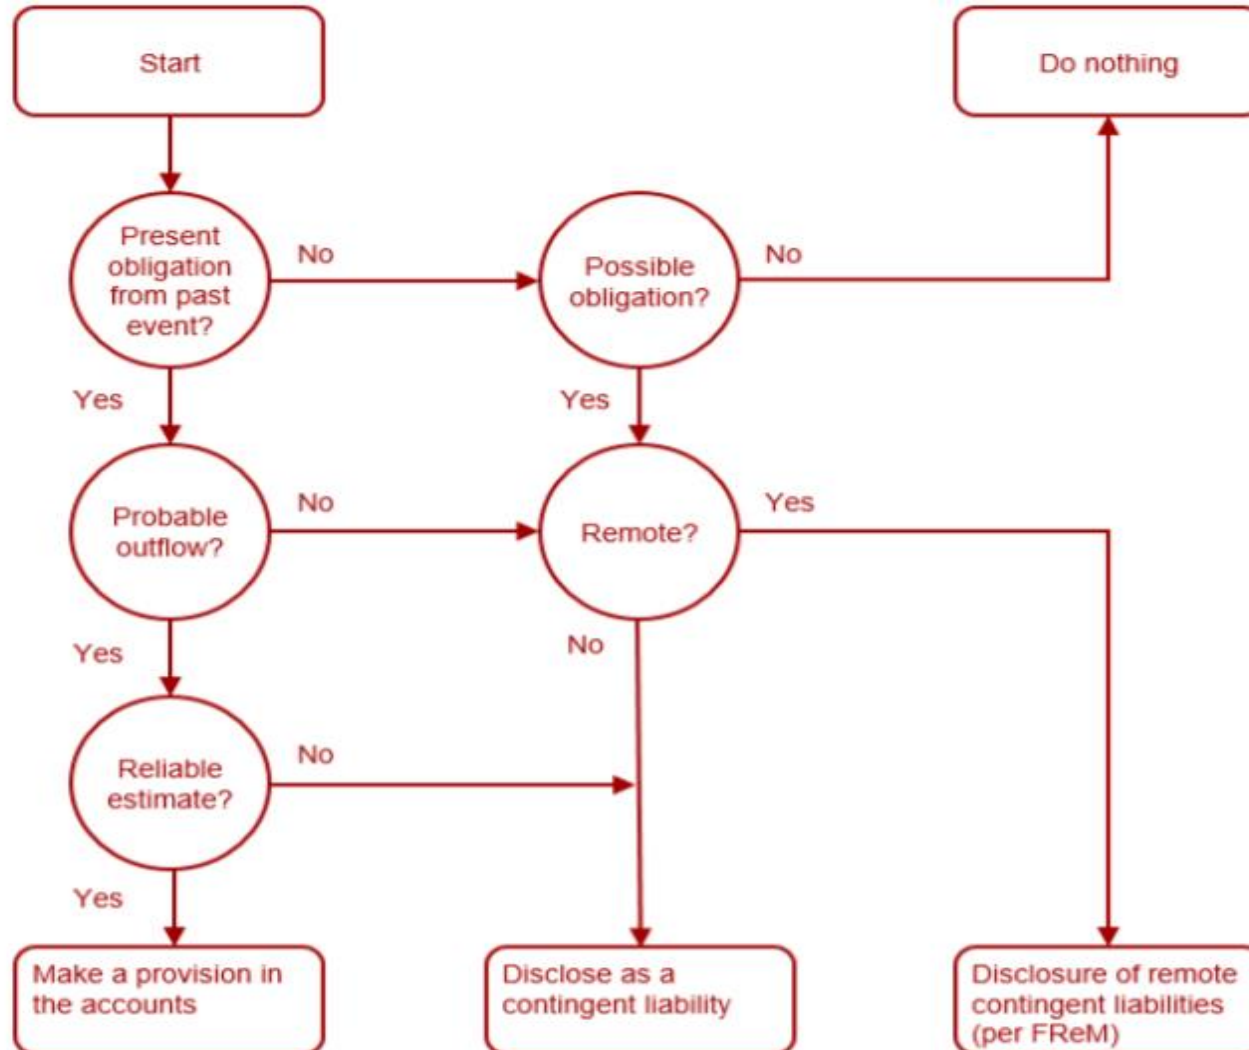 Start
Do nothing
Present
obligation
from past
event?
No
Possible
obligation?
No
Yes
Yes
Probable
outflow?
No
Remote?
Yes
Yes
No
Reliable
estimate?
No
Yes
Make a provision in
the accounts
Disclose as a
contingent liability
Disclosure of remote
contingent liabilities
(per FReM)